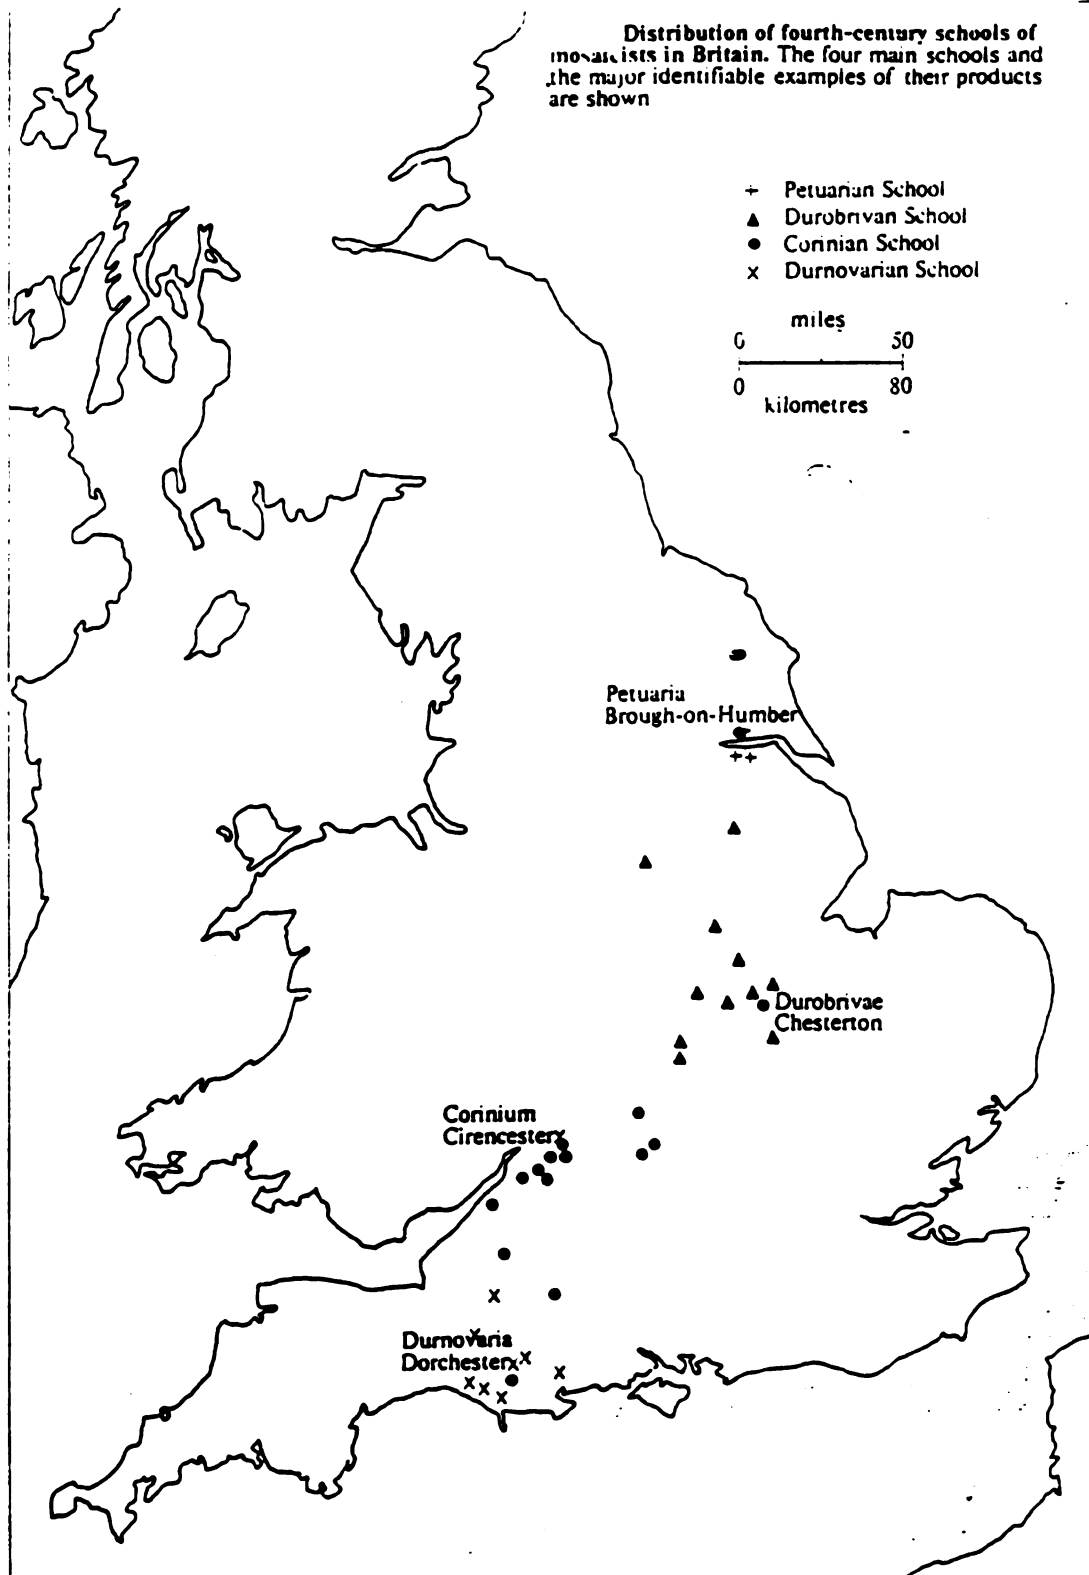 Distribution of fourth-century schools of
mosaicists in Britain. The four main schools and
the major identifiable examples of their products
are shown
+ Petuarian School
▲ Durobrivan School
● Corinian School
x Durnovarian School
miles
0 50
0 80
kilometres
Petuaria
Brough-on-Humber
Durobrivae
Chesterton
Corinium
Cirencester
Durnovaria
Dorchester